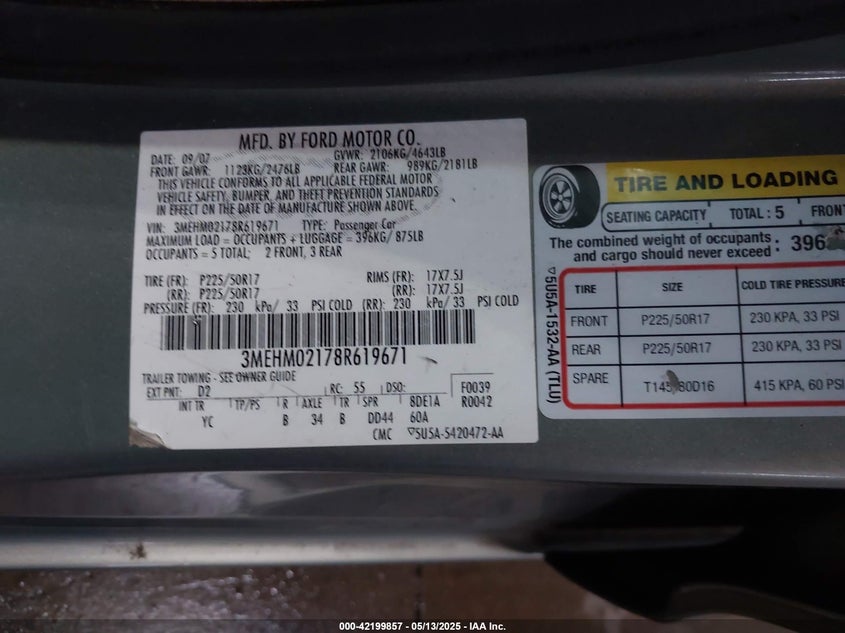 MFD. BY FORD MOTOR CO.
DATE: 09/07 GVWR: 2106KG/4643LB
FRONT GAWR: 1123KG/2476LB REAR GAWR: 989KG/2181LB
THIS VEHICLE CONFORMS TO ALL APPLICABLE FEDERAL MOTOR
VEHICLE SAFETY, BUMPER, AND THEFT PREVENTION STANDARDS
IN EFFECT ON THE DATE OF MANUFACTURE SHOWN ABOVE.
VIN: 3MEHM02178R619671 TYPE: Passenger Car
MAXIMUM LOAD = OCCUPANTS + LUGGAGE = 396KG/ 875LB
OCCUPANTS = 5 TOTAL; 2 FRONT, 3 REAR
TIRE (FR): P225/50R17 RIMS (FR): 17X7.5J
(RR): P225/50R17 (RR): 17X7.5J
PRESSURE (FR): 230 kPa/ 33 PSI COLD (RR): 230 kPa/ 33 PSI COLD
3MEHM02178R619671
TRAILER TOWING - SEE OWNER GUIDE
EXT PNT: D2 RC: 55 DSO: F0039
INT TR TP/PS R AXLE TR SPR 8DE1A R0042
YC B 34 B DD44 60A
CMC ▽5U5A-5420472-AA
TIRE AND LOADING
SEATING CAPACITY TOTAL : 5 FRONT
The combined weight of occupants
and cargo should never exceed : 396
▽5U5A-1532-AA (TLU)
TIRE SIZE COLD TIRE PRESSURE
FRONT P225/50R17 230 KPA, 33 PSI
REAR P225/50R17 230 KPA, 33 PSI
SPARE 415 KPA, 60 PSI
000-42199857 - 05/13/2025 - IAA Inc.